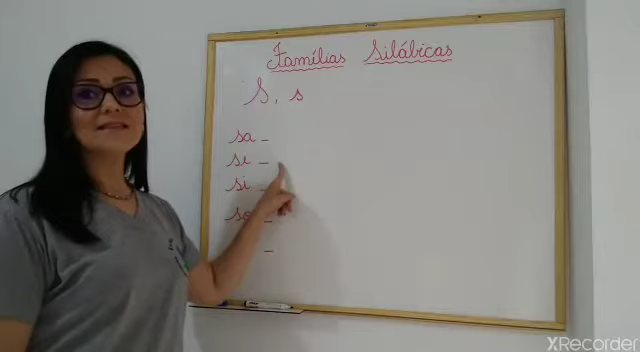 Famílias Silábicas
S, s
sa -
se -
si -
so -
-
XRecorder